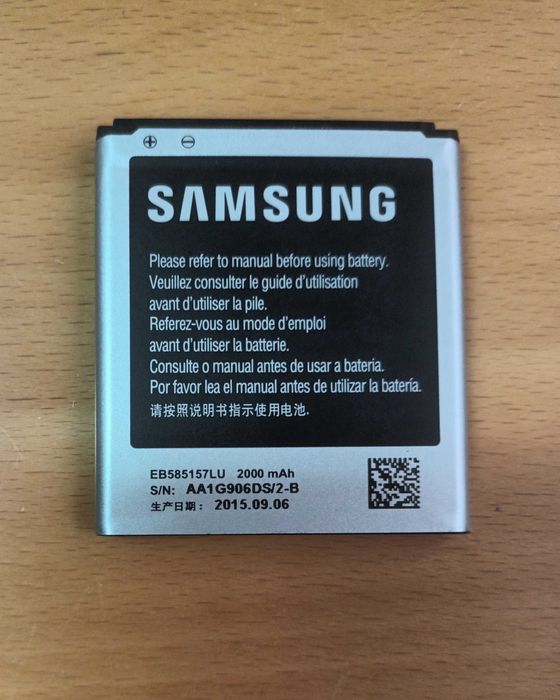 SAMSUNG
Please refer to manual before using battery.
Veuillez consulter le guide d'utilisation
avant d'utiliser la pile.
Referez-vous au mode d'emploi
avant d'utiliser la batterie.
Consulte o manual antes de usar a bateria.
Por favor lea el manual antes de utilizar la batería.
请按照说明书指示使用电池.
EB585157LU 2000 mAh
S/N: AA1G906DS/2-B
生产日期: 2015.09.06